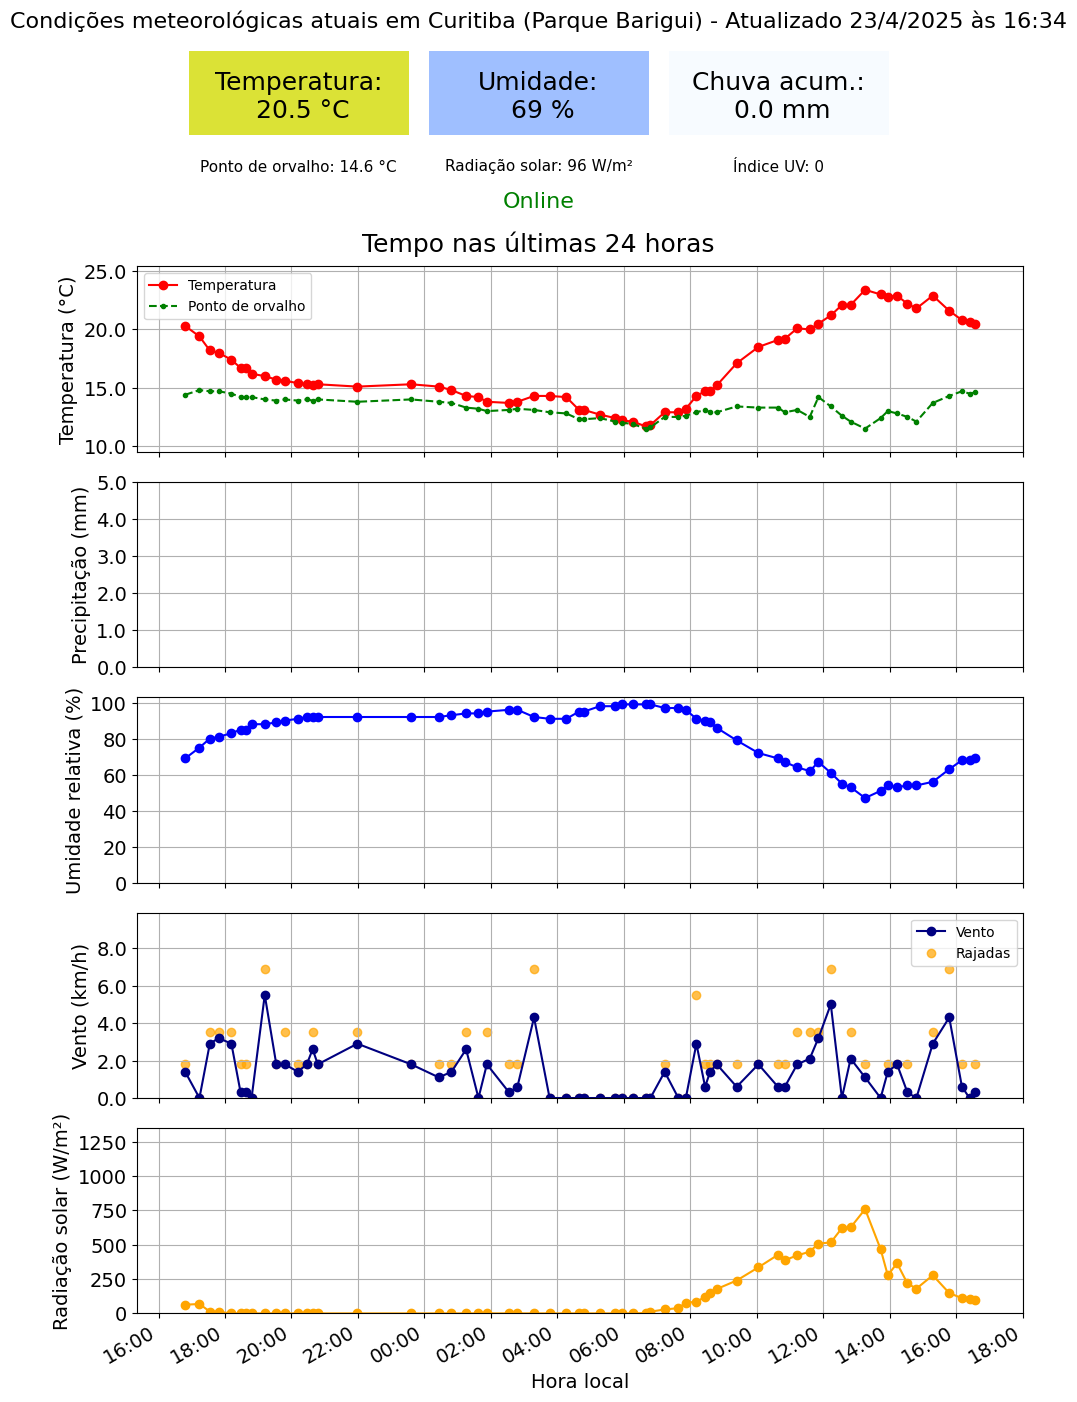 Condições meteorológicas atuais em Curitiba (Parque Barigui) - Atualizado 23/4/2025 às 16:34
Temperatura:
20.5 °C
Umidade:
69 %
Chuva acum.:
0.0 mm
Ponto de orvalho: 14.6 °C
Radiação solar: 96 W/m²
Índice UV: 0
Online
Tempo nas últimas 24 horas
Temperatura (°C)
25.0
20.0
15.0
10.0
Temperatura
Ponto de orvalho
Precipitação (mm)
5.0
4.0
3.0
2.0
1.0
0.0
Umidade relativa (%)
100
80
60
40
20
0
Vento (km/h)
8.0
6.0
4.0
2.0
0.0
Vento
Rajadas
Radiação solar (W/m²)
1250
1000
750
500
250
0
16:00
18:00
20:00
22:00
00:00
02:00
04:00
06:00
08:00
10:00
12:00
14:00
16:00
18:00
Hora local